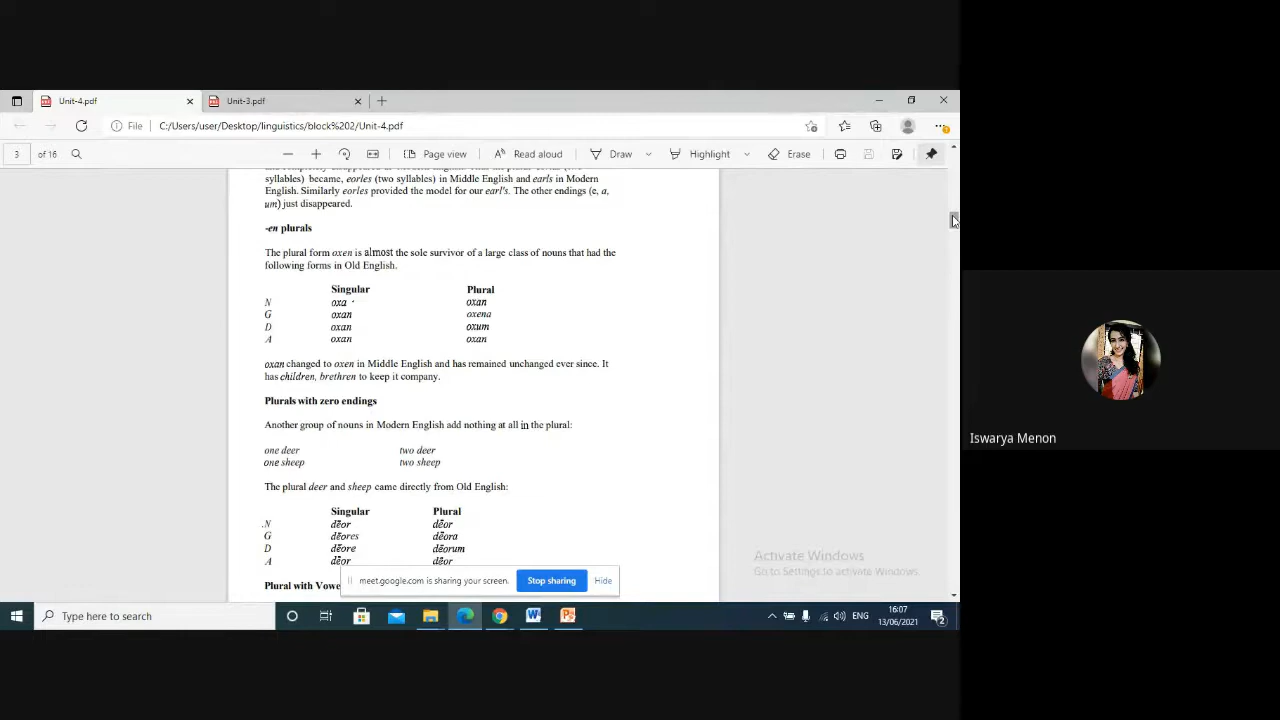 Unit-4.pdf
Unit-3.pdf
File C:/Users/user/Desktop/linguistics/block%202/Unit-4.pdf
3 of 16 Page view Read aloud Draw Highlight Erase
syllables) became, eorles (two syllables) in Middle English and earls in Modern
English. Similarly eorles provided the model for our earl's. The other endings (e, a,
um) just disappeared.
-en plurals
The plural form oxen is almost the sole survivor of a large class of nouns that had the
following forms in Old English.
Singular Plural
N oxa oxan
G oxan oxena
D oxan oxum
A oxan oxan
oxan changed to oxen in Middle English and has remained unchanged ever since. It
has children, brethren to keep it company.
Plurals with zero endings
Another group of nouns in Modern English add nothing at all in the plural:
one deer two deer
one sheep two sheep
The plural deer and sheep came directly from Old English:
Singular Plural
N dēor dēor
G dēores dēora
D dēore dēorum
A dēor dēor
Plural with Vowe
meet.google.com is sharing your screen. Stop sharing Hide
Activate Windows
Go to Settings to activate Windows.
Type here to search
ENG
16:07
13/06/2021
2
Iswarya Menon